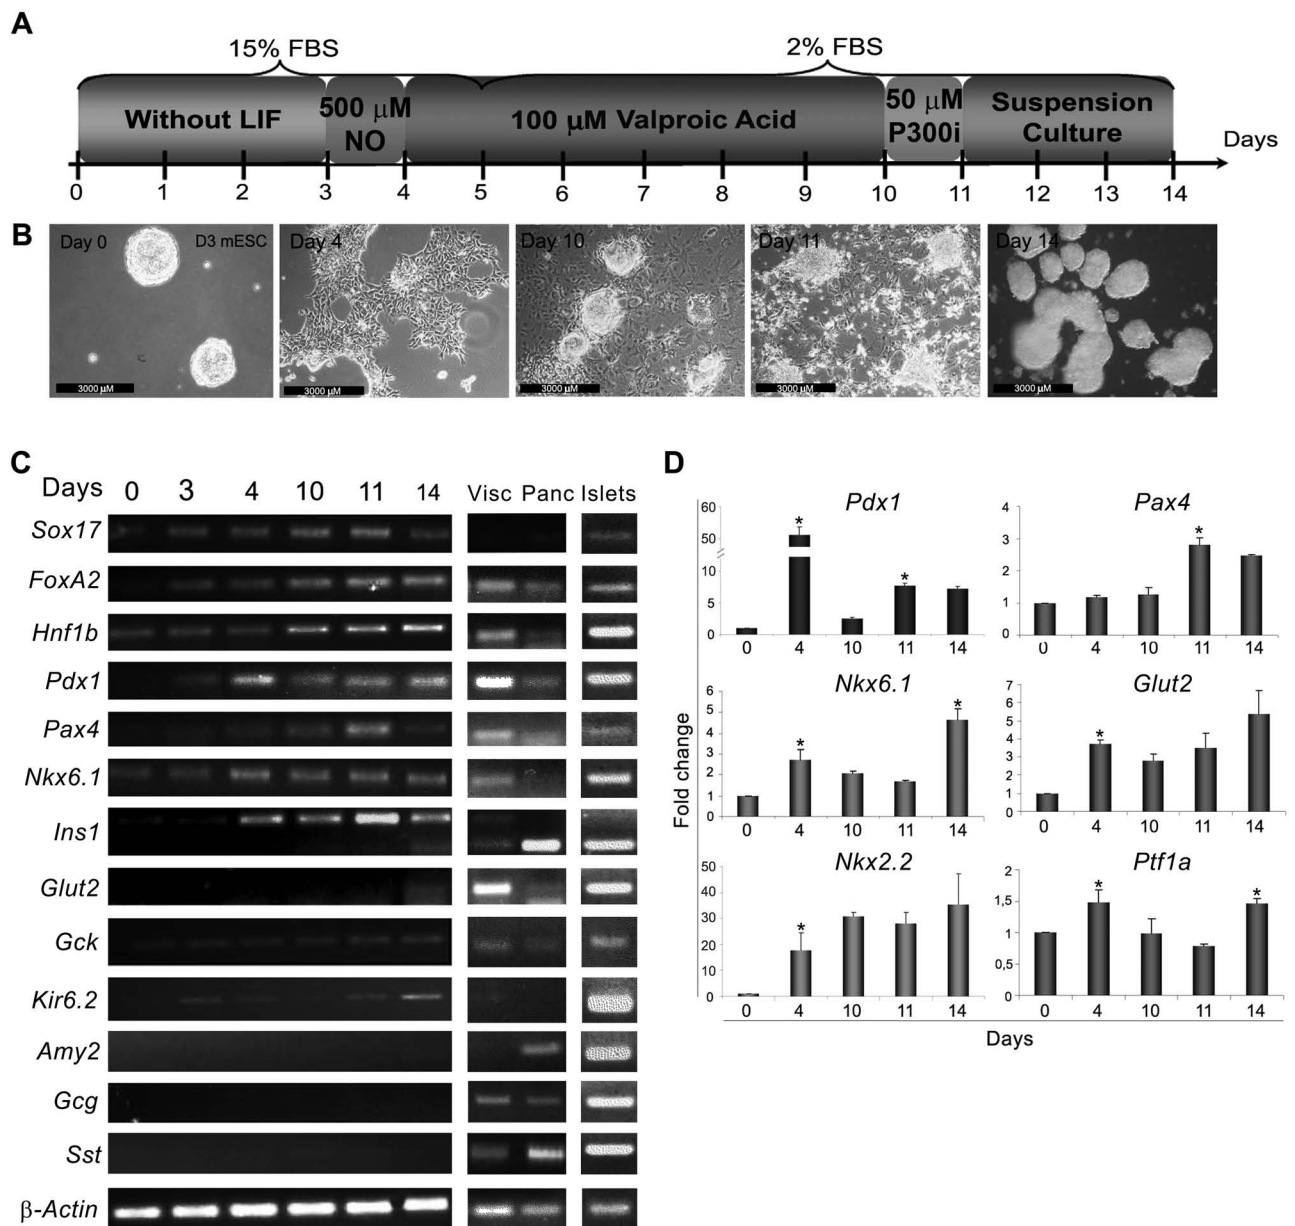 A
15% FBS
2% FBS
Without LIF
500 μM
NO
100 μM Valproic Acid
50 μM
P300i
Suspension
Culture
Days
0 1 2 3 4 5 6 7 8 9 10 11 12 13 14
B
Day 0 D3 mESC
3000 μM
Day 4
3000 μM
Day 10
3000 μM
Day 11
3000 μM
Day 14
3000 μM
C
Days 0 3 4 10 11 14 Visc Panc Islets
Sox17
FoxA2
Hnf1b
Pdx1
Pax4
Nkx6.1
Ins1
Glut2
Gck
Kir6.2
Amy2
Gcg
Sst
β-Actin
D
Fold change
Pdx1
60
50
10
5
0
* *
0 4 10 11 14
Pax4
4
3
2
1
0
*
0 4 10 11 14
Nkx6.1
6
5
4
3
2
1
0
* *
0 4 10 11 14
Glut2
7
6
5
4
3
2
1
0
*
0 4 10 11 14
Nkx2.2
50
40
30
20
10
0
*
0 4 10 11 14
Ptf1a
2
1,5
1
0,5
0
* *
0 4 10 11 14
Days